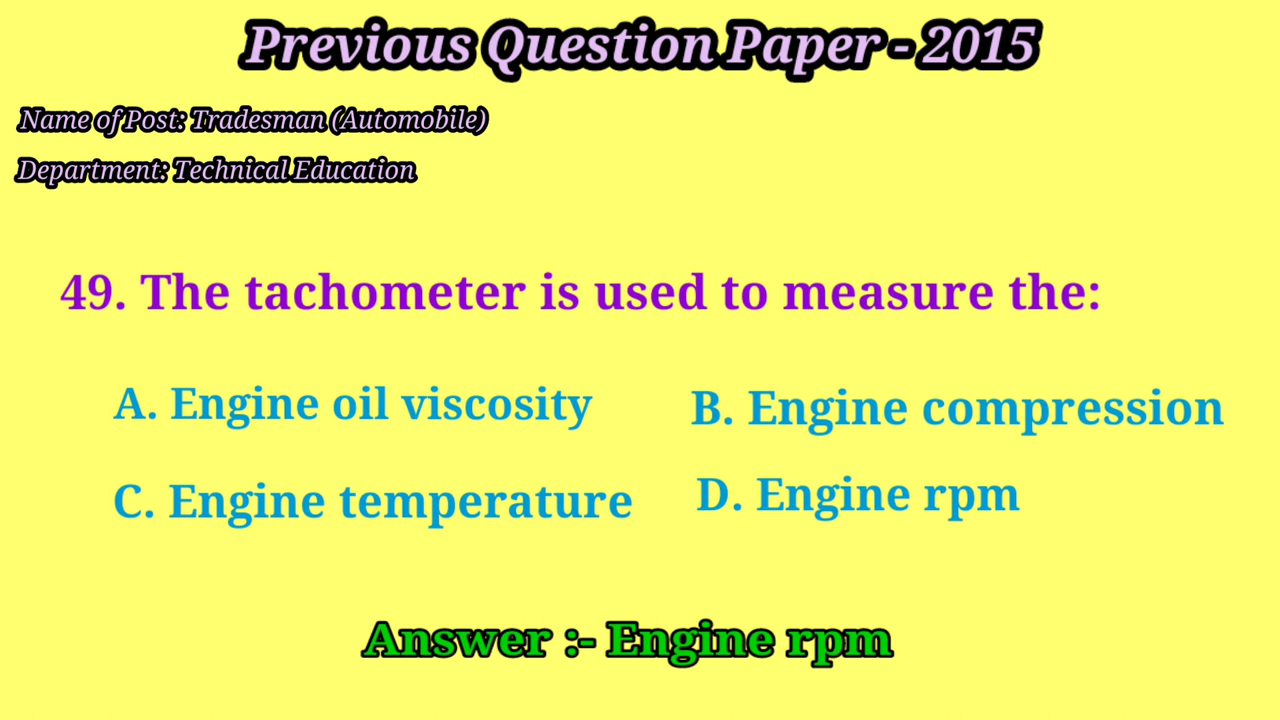 Previous Question Paper - 2015
Name of Post: Tradesman (Automobile)
Department: Technical Education
49. The tachometer is used to measure the:
A. Engine oil viscosity
B. Engine compression
C. Engine temperature
D. Engine rpm
Answer :- Engine rpm